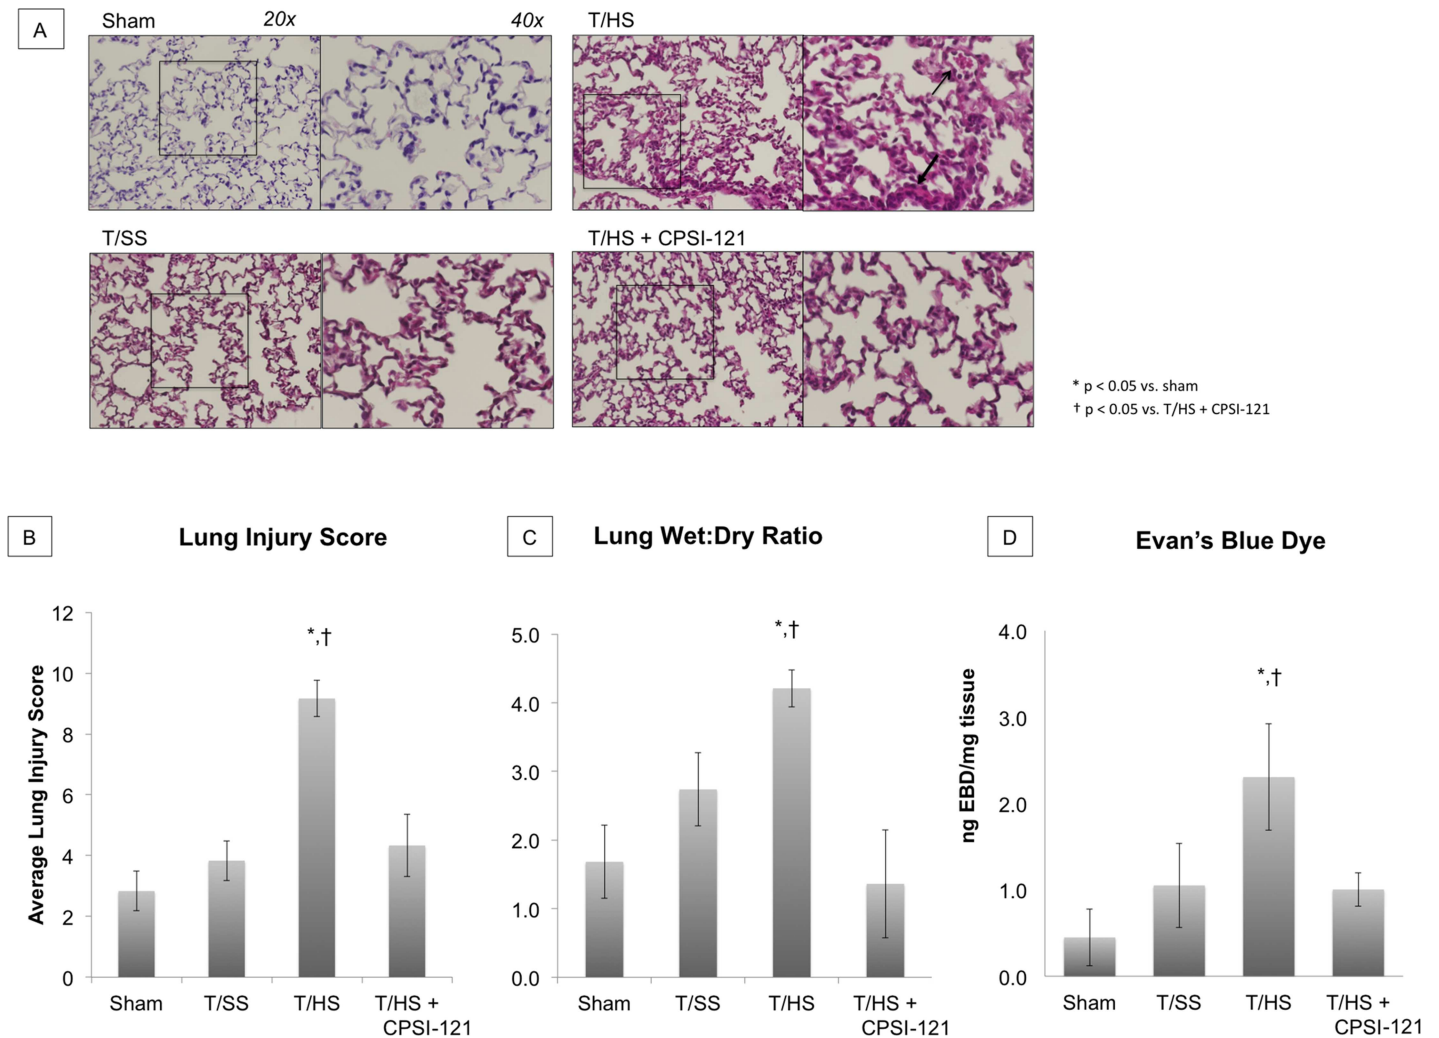 A
Sham 20x 40x
T/HS
T/SS
T/HS + CPSI-121
* p < 0.05 vs. sham
† p < 0.05 vs. T/HS + CPSI-121
B
Lung Injury Score
12
10
8
6
4
2
0
Average Lung Injury Score
*,†
Sham
T/SS
T/HS
T/HS +
CPSI-121
C
Lung Wet:Dry Ratio
5.0
4.0
3.0
2.0
1.0
0.0
*,†
Sham
T/SS
T/HS
T/HS +
CPSI-121
D
Evan's Blue Dye
4.0
3.0
2.0
1.0
0.0
ng EBD/mg tissue
*,†
Sham
T/SS
T/HS
T/HS +
CPSI-121